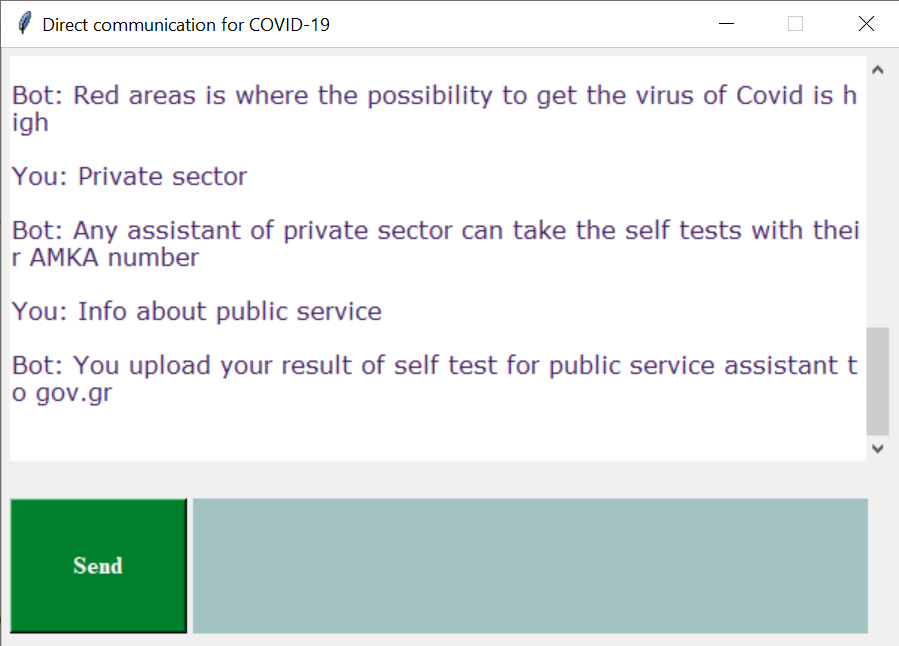 Direct communication for COVID-19
Bot: Red areas is where the possibility to get the virus of Covid is h
igh
You: Private sector
Bot: Any assistant of private sector can take the self tests with thei
r AMKA number
You: Info about public service
Bot: You upload your result of self test for public service assistant t
o gov.gr
Send